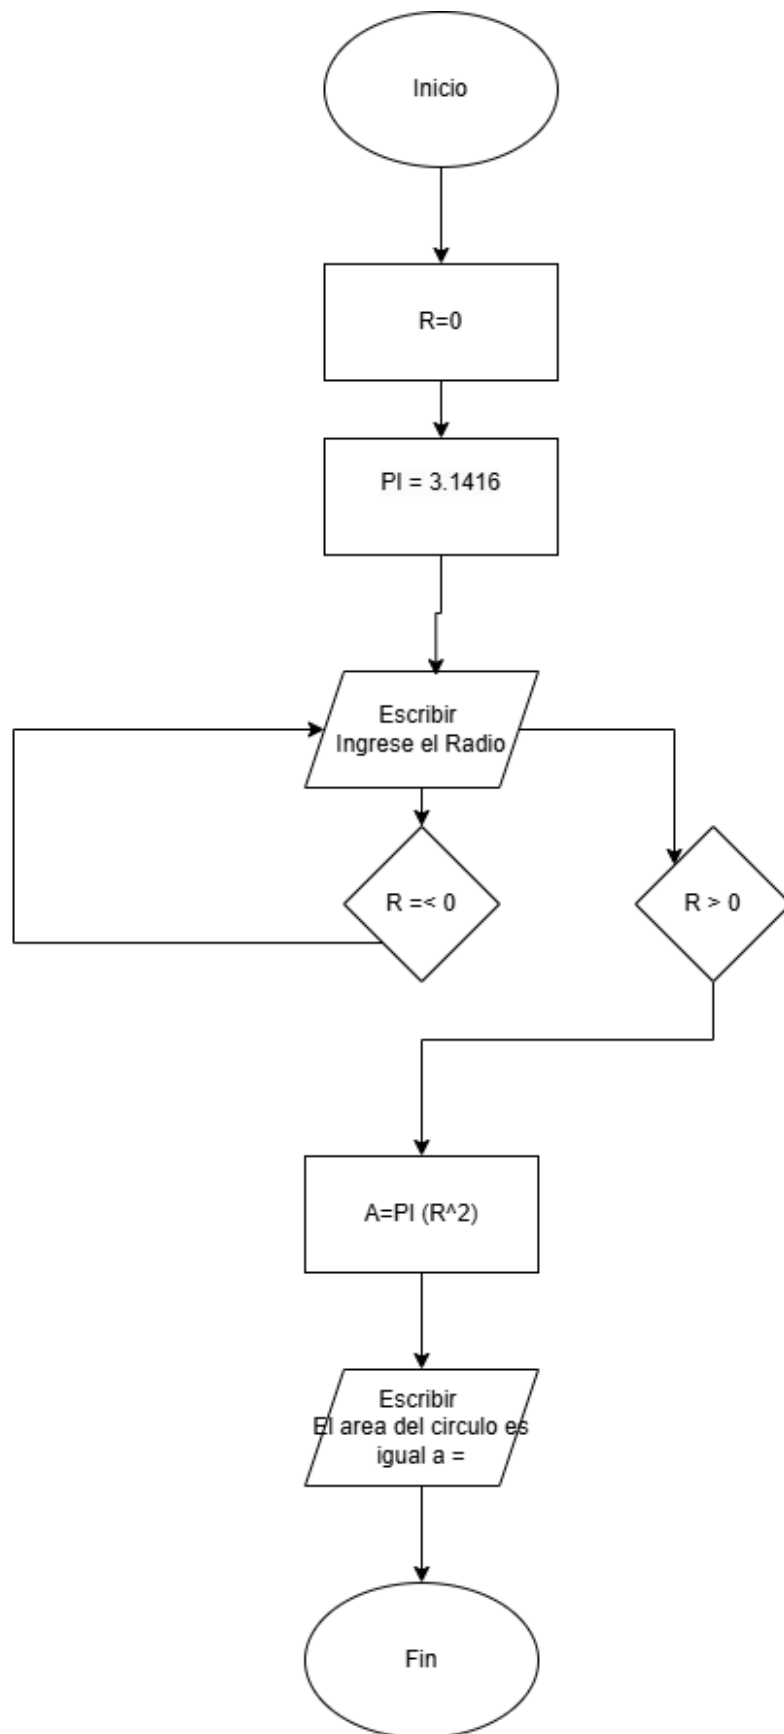 Inicio
R=0
PI = 3.1416
Escribir
Ingrese el Radio
R =< 0
R > 0
A=PI (R^2)
Escribir
El area del circulo es
igual a =
Fin